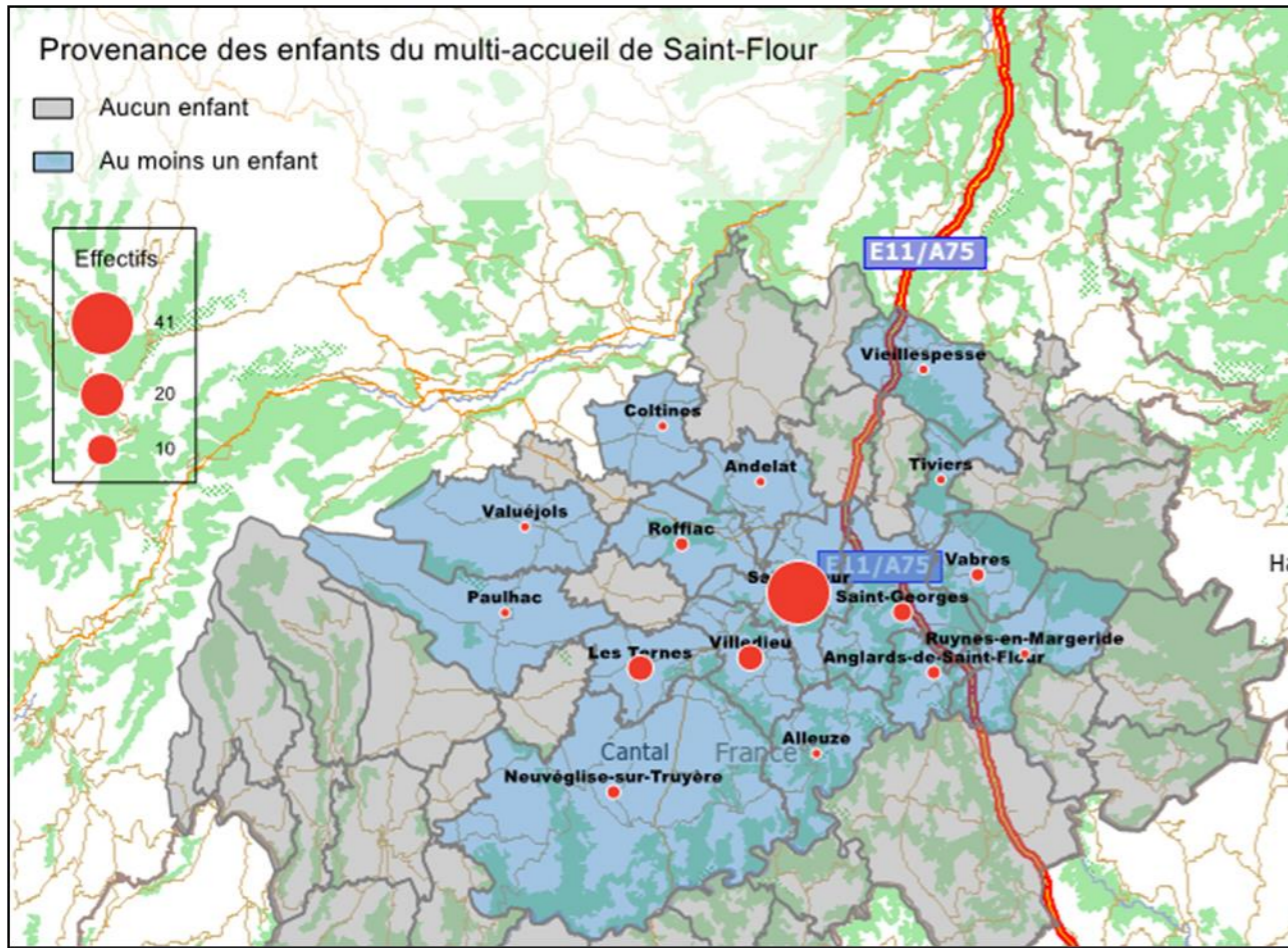 Provenance des enfants du multi-accueil de Saint-Flour
Aucun enfant
Au moins un enfant
Effectifs
41
20
10
E11/A75
Vieillespesse
Coltines
Andelat
Tiviers
Valuéjols
Roffiac
E11/A75
Vabres
Paulhac
Saint-Georges
Les Ternes
Villedieu
Ruynes-en-Margeride
Anglards-de-Saint-Flour
Alleuze
Cantal
France
Neuvéglise-sur-Truyère